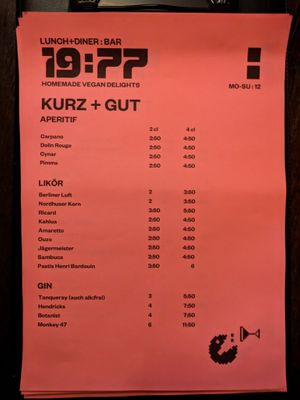 LUNCH+DINER : BAR
19:77
HOMEMADE VEGAN DELIGHTS
MO-SU : 12
KURZ + GUT
APERITIF
2 cl 4 cl
Carpano 2:50 4:50
Dolin Rouge 2:50 4:50
Cynar 2:50 4:50
Pimms 2:50 4:50
LIKÖR
Berliner Luft 2 3:50
Nordhuser Korn 2 3:50
Ricard 3:50 5:50
Kahlua 2:50 4:50
Amaretto 2:50 4:50
Ouzo 2:50 4:50
Jägermeister 2:50 4:50
Sambuca 2:50 4:50
Pastis Henri Bardouin 3:50 6
GIN
Tanqueray (auch alk.frei) 3 5:50
Hendricks 4 7:50
Botanist 4 7:50
Monkey 47 6 11:50